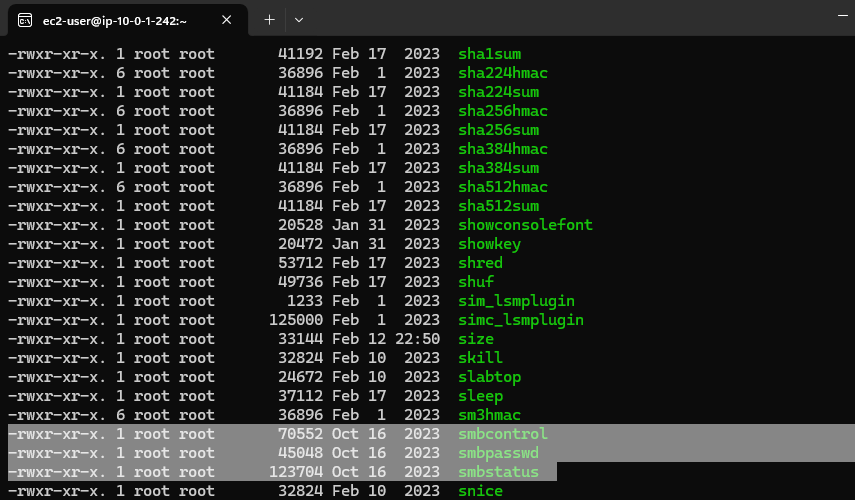 ec2-user@ip-10-0-1-242:~
-rwxr-xr-x. 1 root root 41192 Feb 17 2023 sha1sum
-rwxr-xr-x. 6 root root 36896 Feb 1 2023 sha224hmac
-rwxr-xr-x. 1 root root 41184 Feb 17 2023 sha224sum
-rwxr-xr-x. 6 root root 36896 Feb 1 2023 sha256hmac
-rwxr-xr-x. 1 root root 41184 Feb 17 2023 sha256sum
-rwxr-xr-x. 6 root root 36896 Feb 1 2023 sha384hmac
-rwxr-xr-x. 1 root root 41184 Feb 17 2023 sha384sum
-rwxr-xr-x. 6 root root 36896 Feb 1 2023 sha512hmac
-rwxr-xr-x. 1 root root 41184 Feb 17 2023 sha512sum
-rwxr-xr-x. 1 root root 20528 Jan 31 2023 showconsolefont
-rwxr-xr-x. 1 root root 20472 Jan 31 2023 showkey
-rwxr-xr-x. 1 root root 53712 Feb 17 2023 shred
-rwxr-xr-x. 1 root root 49736 Feb 17 2023 shuf
-rwxr-xr-x. 1 root root 1233 Feb 1 2023 sim_lsmplugin
-rwxr-xr-x. 1 root root 125000 Feb 1 2023 simc_lsmplugin
-rwxr-xr-x. 1 root root 33144 Feb 12 22:50 size
-rwxr-xr-x. 1 root root 32824 Feb 10 2023 skill
-rwxr-xr-x. 1 root root 24672 Feb 10 2023 slabtop
-rwxr-xr-x. 1 root root 37112 Feb 17 2023 sleep
-rwxr-xr-x. 6 root root 36896 Feb 1 2023 sm3hmac
-rwxr-xr-x. 1 root root 70552 Oct 16 2023 smbcontrol
-rwxr-xr-x. 1 root root 45048 Oct 16 2023 smbpasswd
-rwxr-xr-x. 1 root root 123704 Oct 16 2023 smbstatus
-rwxr-xr-x. 1 root root 32824 Feb 10 2023 snice